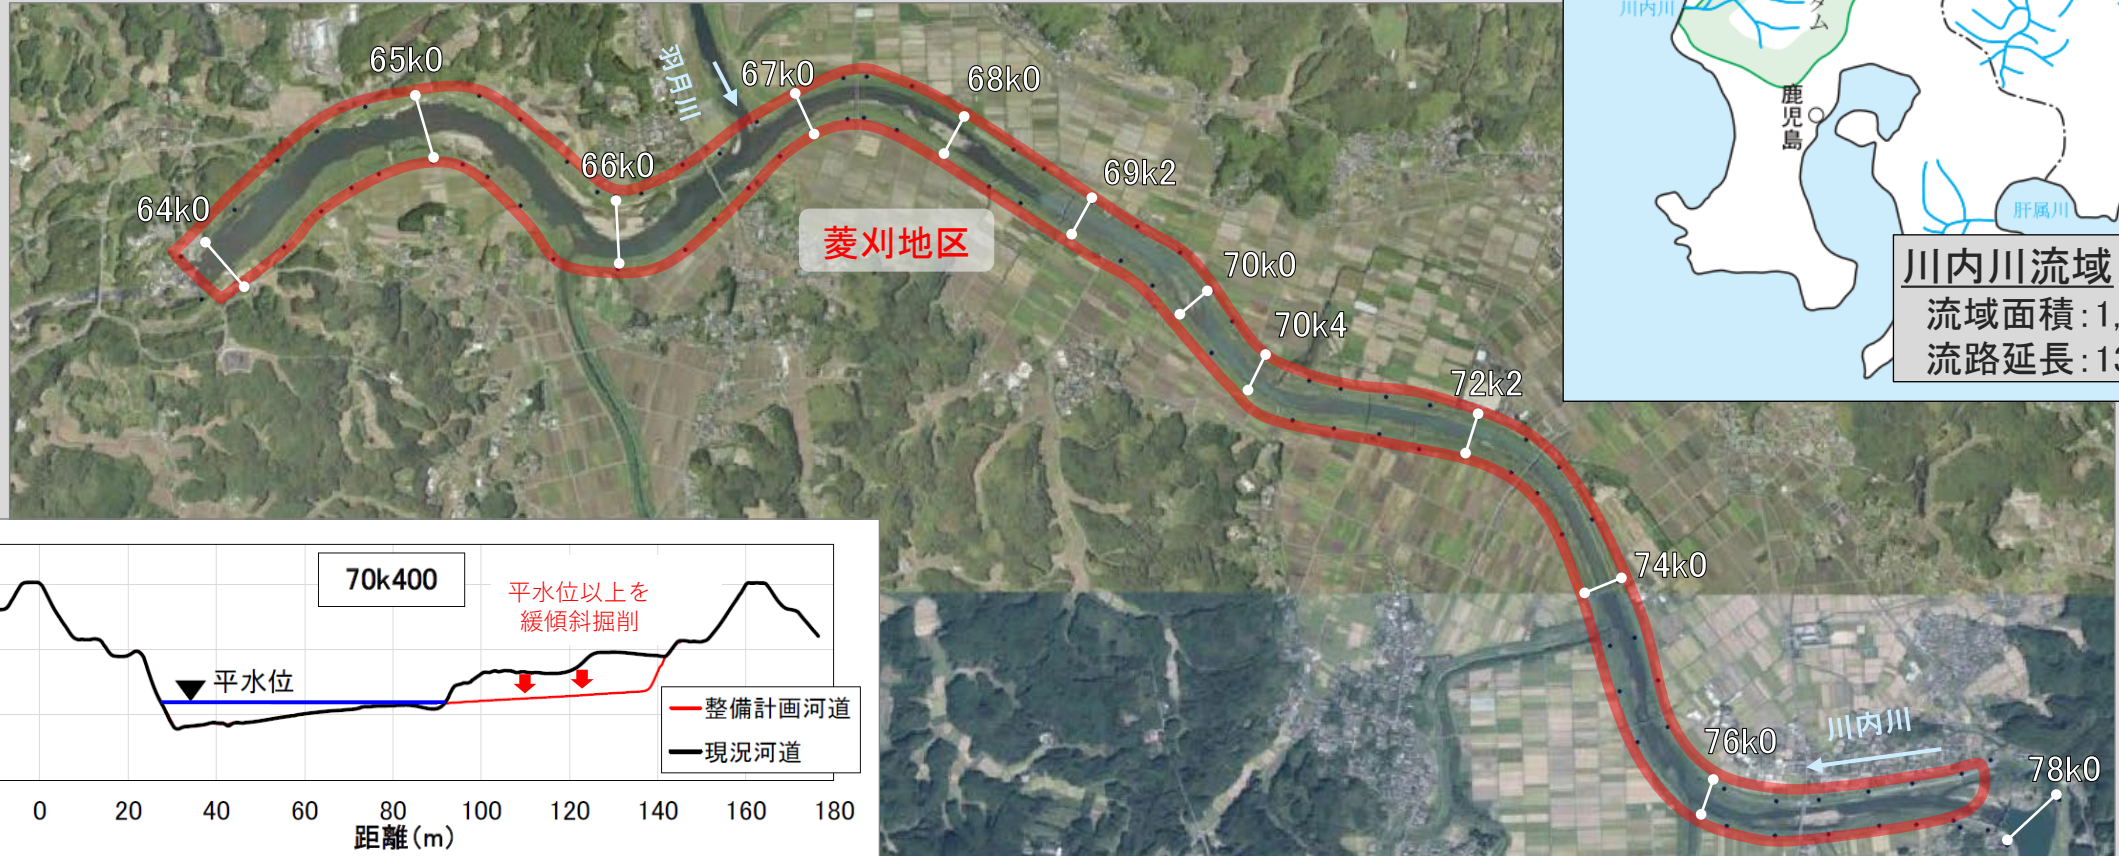 65k0
羽月川
67k0
68k0
66k0
69k2
64k0
菱刈地区
70k0
70k4
72k2
74k0
76k0
川内川
78k0
川内川
鹿児島
肝属川
川内川流域
流域面積:1,
流路延長:13
70k400
平水位以上を
緩傾斜掘削
平水位
整備計画河道
現況河道
0 20 40 60 80 100 120 140 160 180
距離(m)